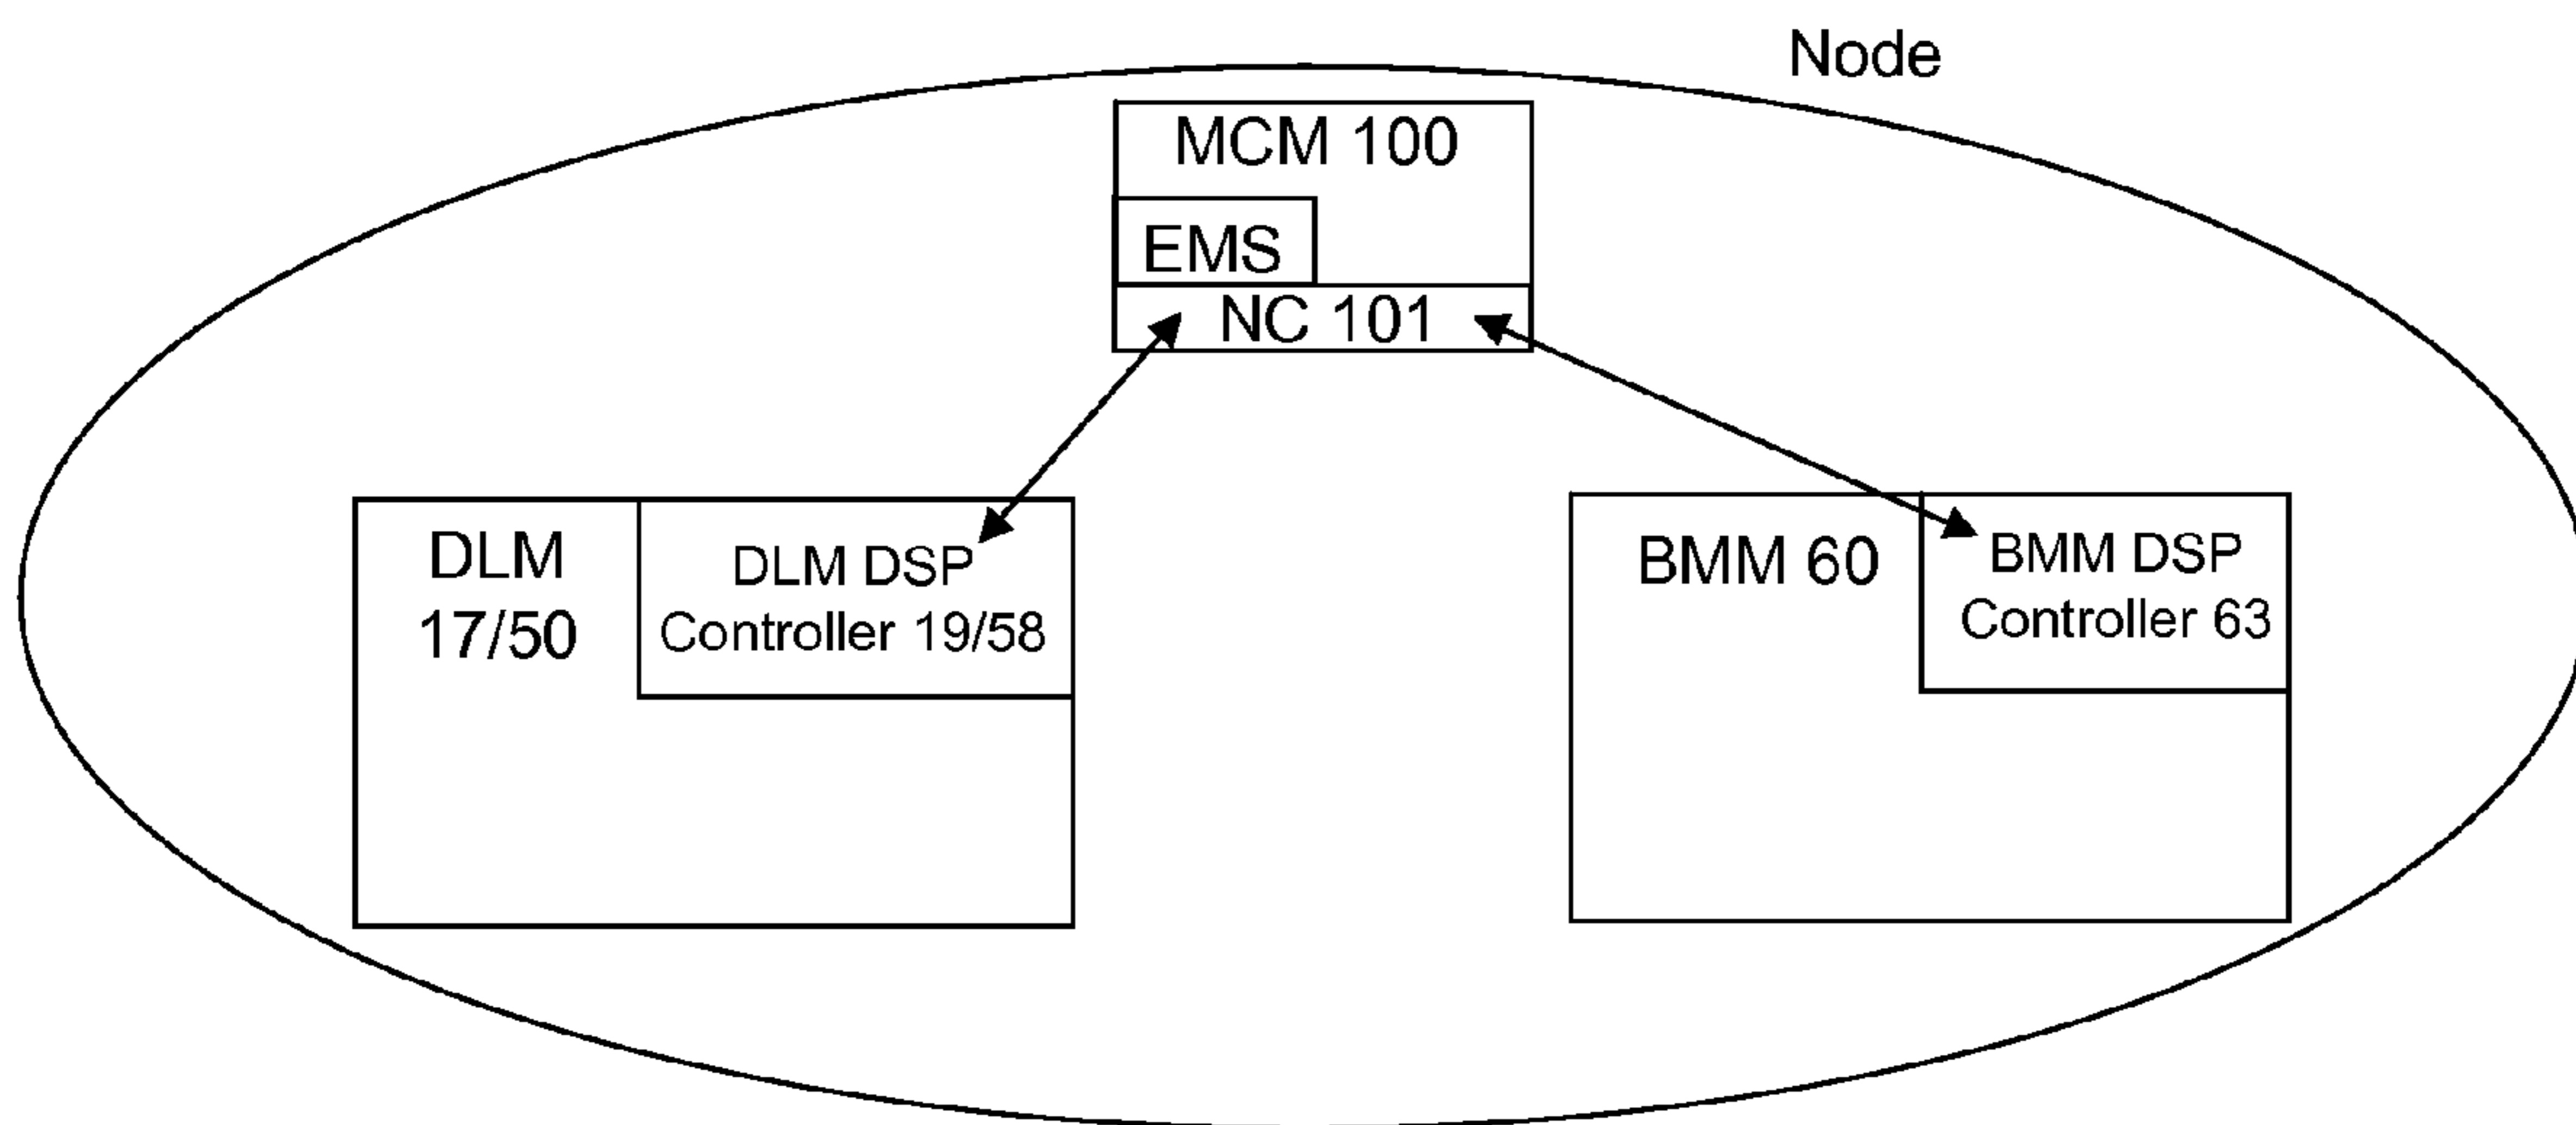 Node
MCM 100
EMS
NC 101
DLM
17/50
DLM DSP
Controller 19/58
BMM 60
BMM DSP
Controller 63